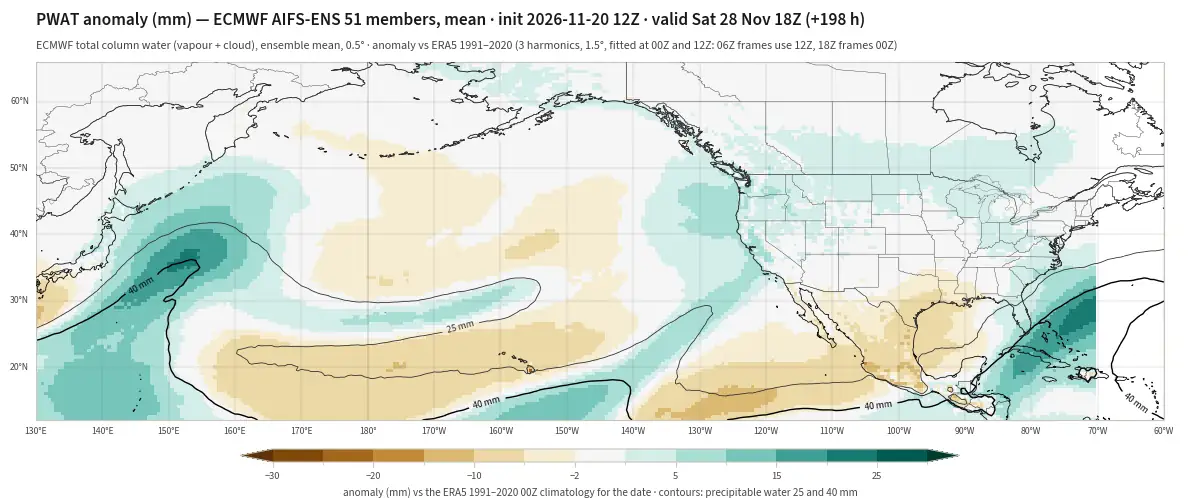 PWAT anomaly (mm) — ECMWF AIFS-ENS 51 members, mean · init 2026-11-20 12Z · valid Sat 28 Nov 18Z (+198 h)
ECMWF total column water (vapour + cloud), ensemble mean, 0.5° · anomaly vs ERA5 1991–2020 (3 harmonics, 1.5°, fitted at 00Z and 12Z: 06Z frames use 12Z, 18Z frames 00Z)
60°N
50°N
40°N
30°N
20°N
40 mm
25 mm
40 mm
40 mm
40 mm
130°E 140°E 150°E 160°E 170°E 180° 170°W 160°W 150°W 140°W 130°W 120°W 110°W 100°W 90°W 80°W 70°W 60°W
−30 −20 −10 −2 5 15 25
anomaly (mm) vs the ERA5 1991–2020 00Z climatology for the date · contours: precipitable water 25 and 40 mm